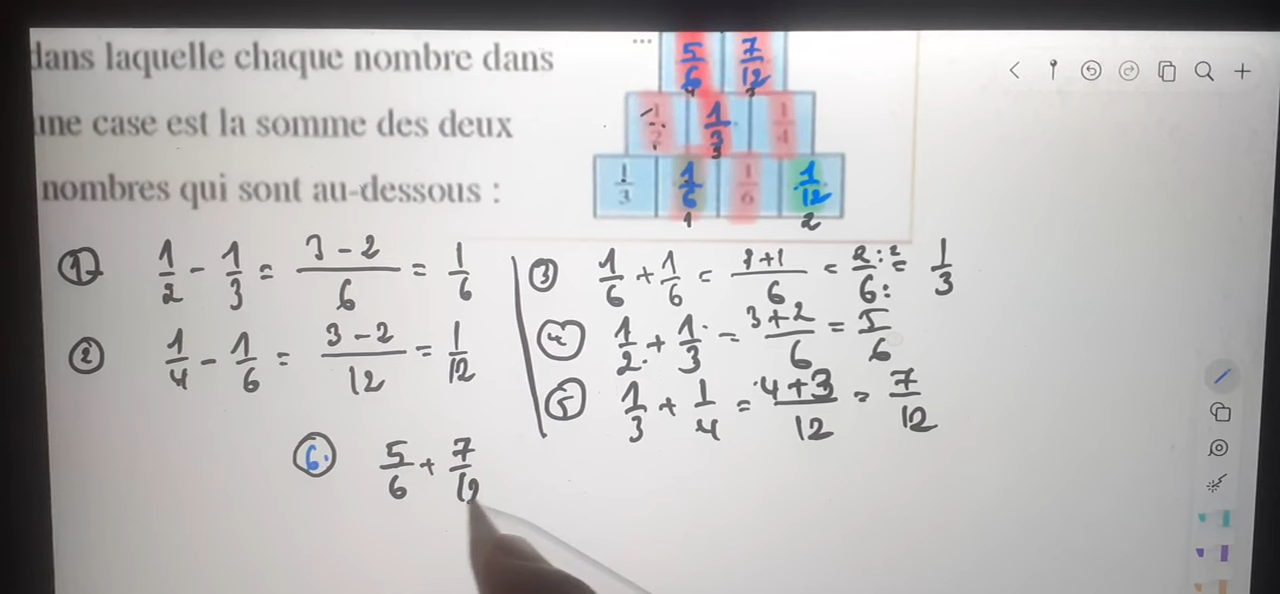 dans laquelle chaque nombre dans
une case est la somme des deux
nombres qui sont au-dessous :
...
5/6 7/12
4 5
1/2 1/3 1/4
3
1/3 1/6 1/6 1/12
1 2
① 1/2 - 1/3 = (3 - 2)/6 = 1/6
② 1/4 - 1/6 = (3 - 2)/12 = 1/12
③ 1/6 + 1/6 = (1+1)/6 = 2:2/6: = 1/3
④ 1/2 + 1/3 = (3+2)/6 = 5/6
⑤ 1/3 + 1/4 = (4+3)/12 = 7/12
⑥ 5/6 + 7/12